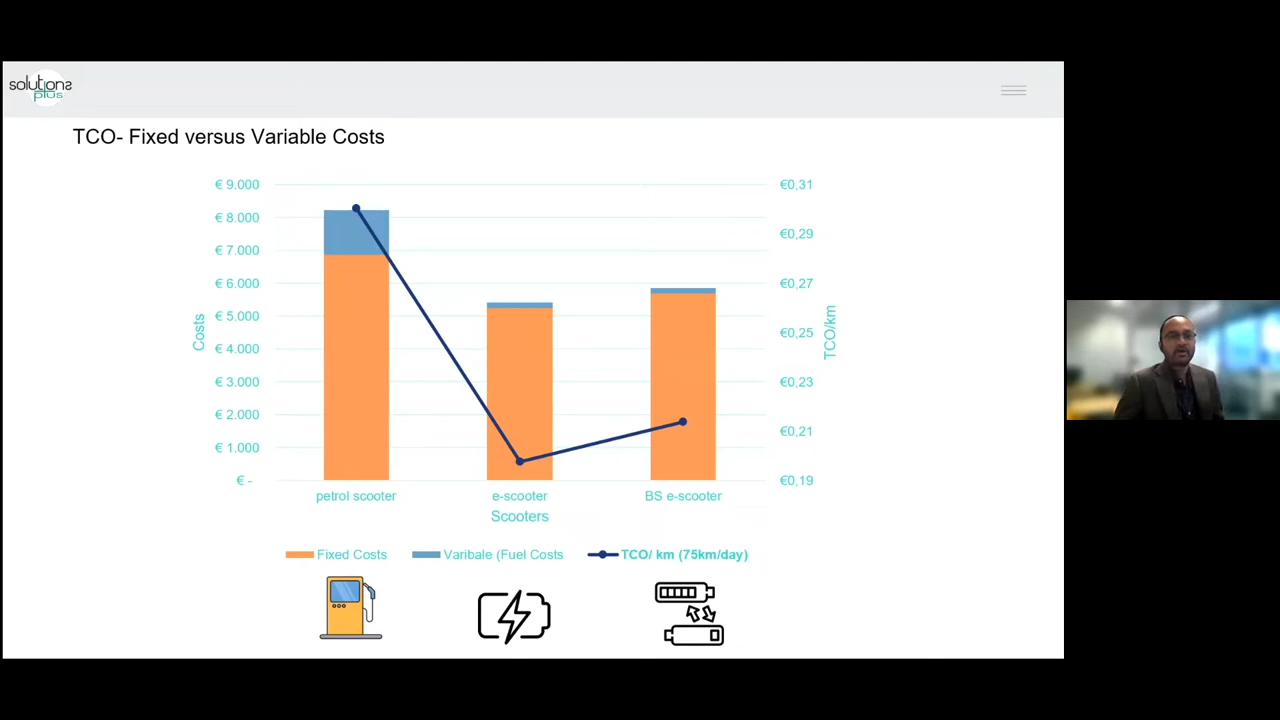 solutions
plus
TCO- Fixed versus Variable Costs
€ 9.000
€ 8.000
€ 7.000
€ 6.000
€ 5.000
€ 4.000
€ 3.000
€ 2.000
€ 1.000
€ -
Costs
€0,31
€0,29
€0,27
€0,25
€0,23
€0,21
€0,19
TCO/km
petrol scooter
e-scooter
BS e-scooter
Scooters
Fixed Costs
Varibale (Fuel Costs
TCO/ km (75km/day)